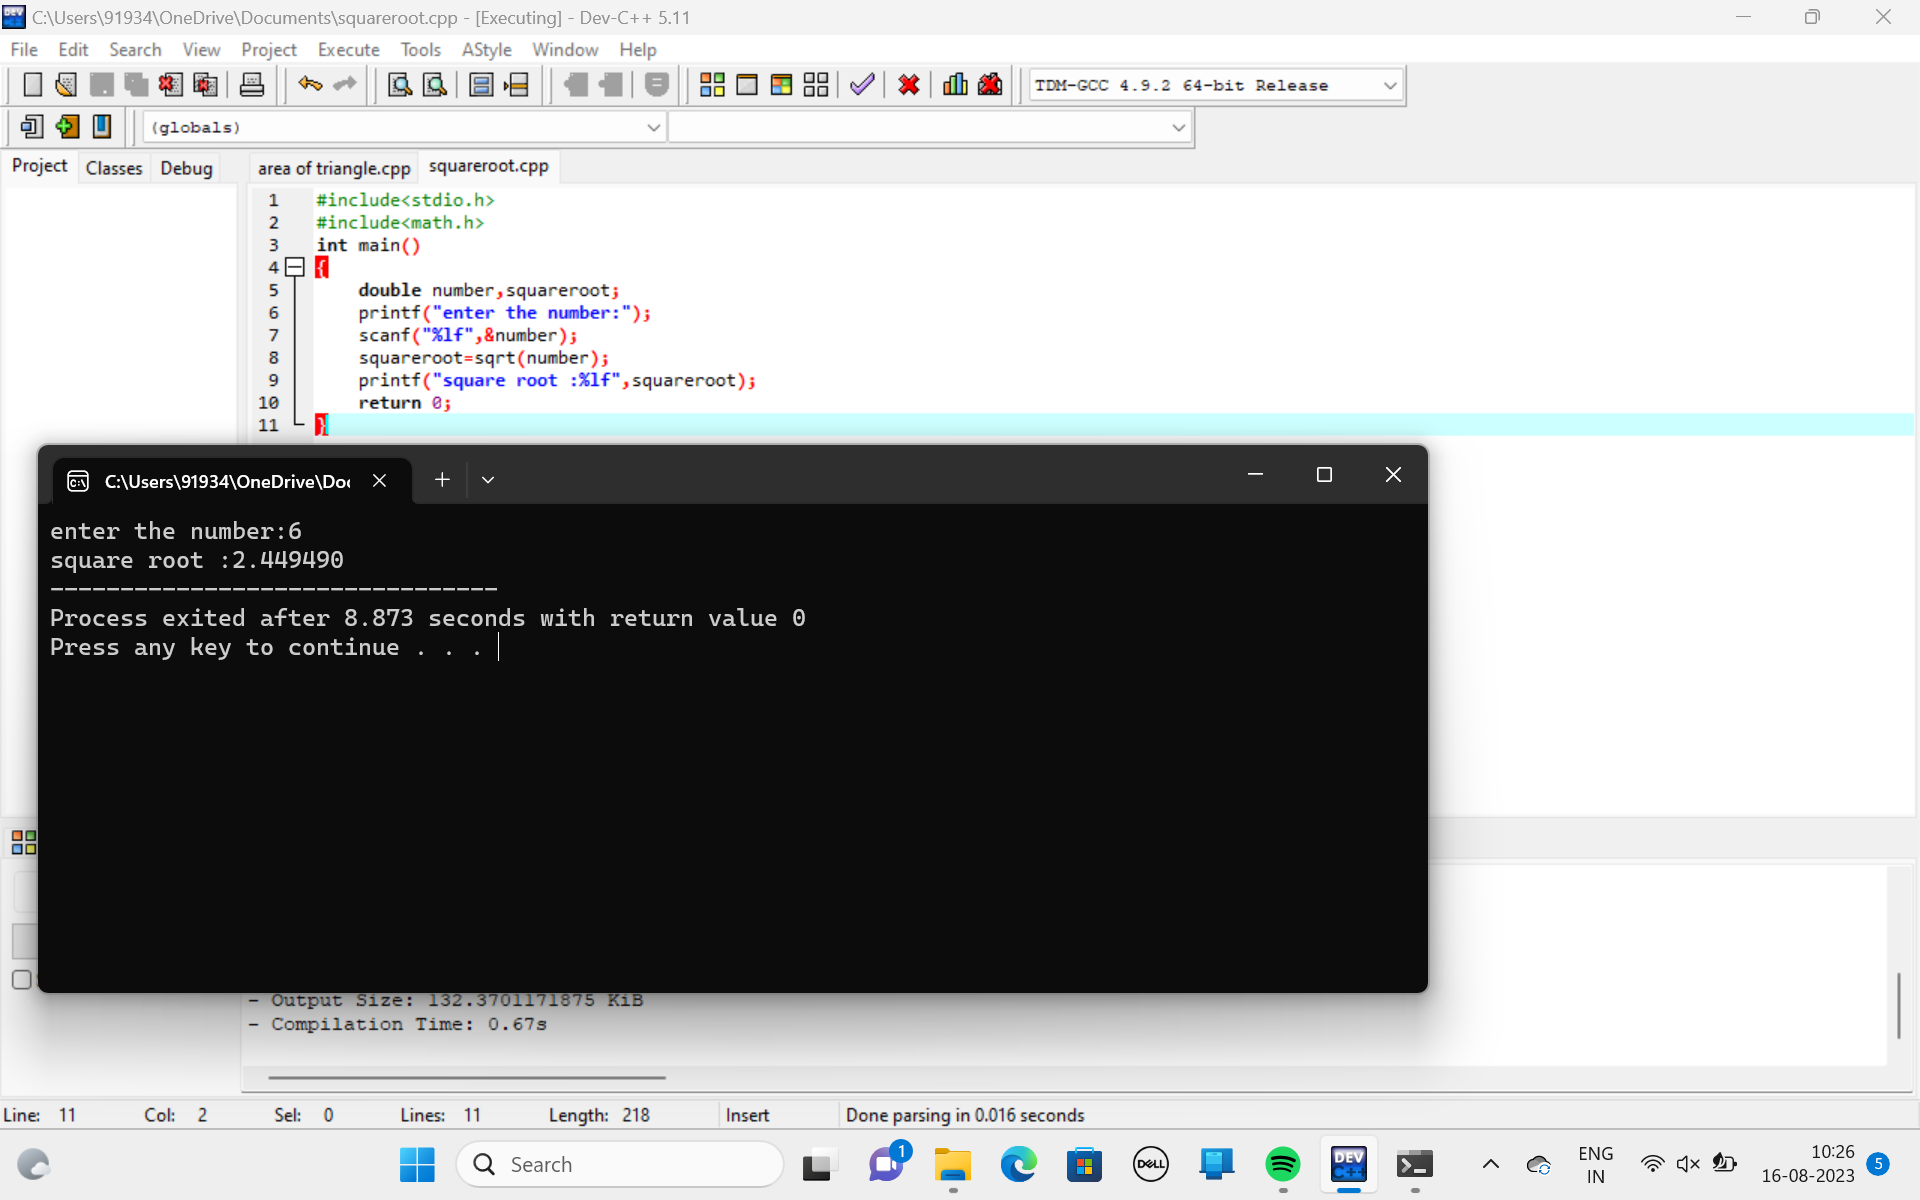 C:\Users\91934\OneDrive\Documents\squareroot.cpp - [Executing] - Dev-C++ 5.11
File Edit Search View Project Execute Tools AStyle Window Help
TDM-GCC 4.9.2 64-bit Release
(globals)
Project Classes Debug
area of triangle.cpp squareroot.cpp
1 #include<stdio.h>
2 #include<math.h>
3 int main()
4 {
5 double number,squareroot;
6 printf("enter the number:");
7 scanf("%lf",&number);
8 squareroot=sqrt(number);
9 printf("square root :%lf",squareroot);
10 return 0;
11 }
C:\Users\91934\OneDrive\Doc
enter the number:6
square root :2.449490
--------------------------------
Process exited after 8.873 seconds with return value 0
Press any key to continue . . .
- Output Size: 132.3701171875 KiB
- Compilation Time: 0.67s
Line: 11 Col: 2 Sel: 0 Lines: 11 Length: 218 Insert Done parsing in 0.016 seconds
Search
1
DELL
DEV C++
ENG
IN
10:26
16-08-2023
5